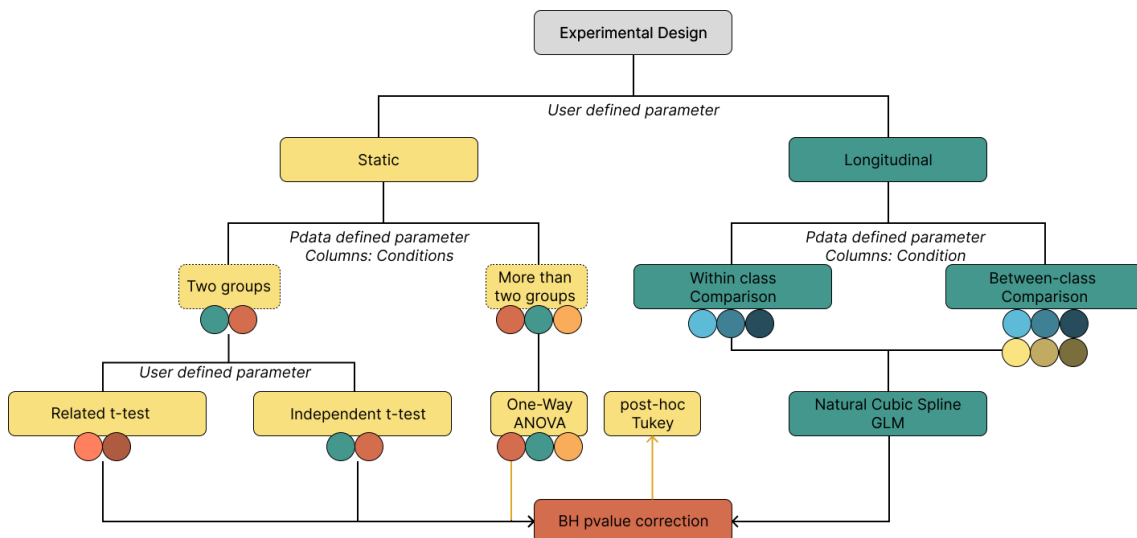 Experimental Design
User defined parameter
Static
Longitudinal
Pdata defined parameter
Columns: Conditions
Pdata defined parameter
Columns: Condition
Two groups
More than
two groups
Within class
Comparison
Between-class
Comparison
User defined parameter
Related t-test
Independent t-test
One-Way
ANOVA
post-hoc
Tukey
Natural Cubic Spline
GLM
BH pvalue correction